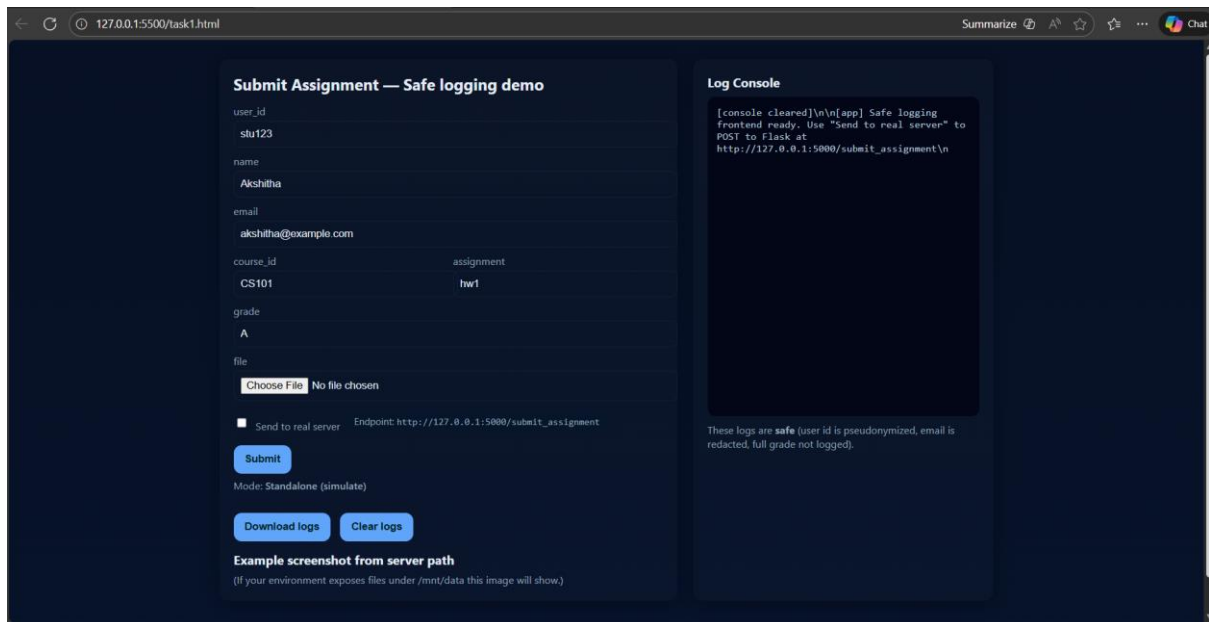 127.0.0.1:5500/task1.html
Summarize
Chat
Submit Assignment — Safe logging demo
user_id
stu123
name
Akshitha
email
akshitha@example.com
course_id assignment
CS101 hw1
grade
A
file
Choose File No file chosen
Send to real server Endpoint: http://127.0.0.1:5000/submit_assignment
Submit
Mode: Standalone (simulate)
Download logs Clear logs
Example screenshot from server path
(If your environment exposes files under /mnt/data this image will show.)
Log Console
[console cleared]\n\n[app] Safe logging
frontend ready. Use "Send to real server" to
POST to Flask at
http://127.0.0.1:5000/submit_assignment\n
These logs are safe (user id is pseudonymized, email is
redacted, full grade not logged).